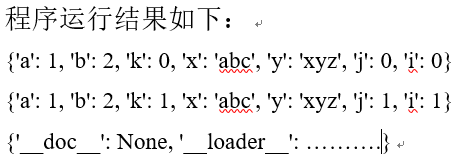 程序运行结果如下：
{'a': 1, 'b': 2, 'k': 0, 'x': 'abc', 'y': 'xyz', 'j': 0, 'i': 0}
{'a': 1, 'b': 2, 'k': 1, 'x': 'abc', 'y': 'xyz', 'j': 1, 'i': 1}
{'__doc__': None, '__loader__': ……….}